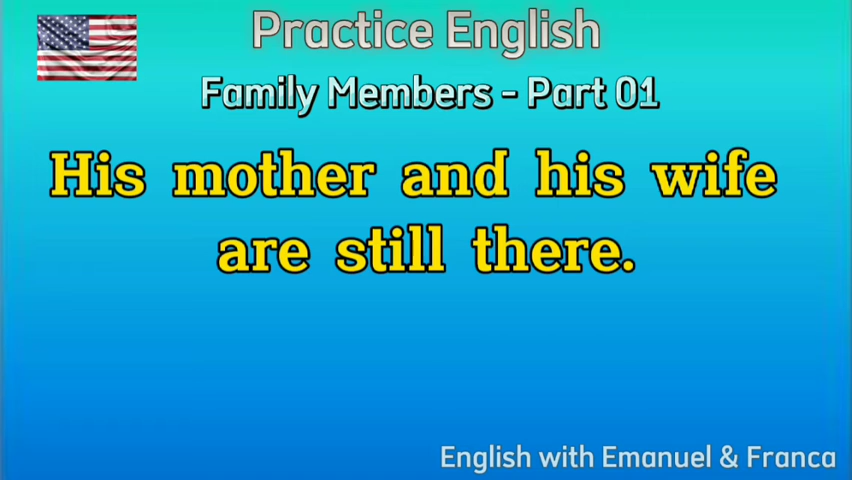 Practice English
Family Members - Part 01
His mother and his wife
are still there.
English with Emanuel & Franca